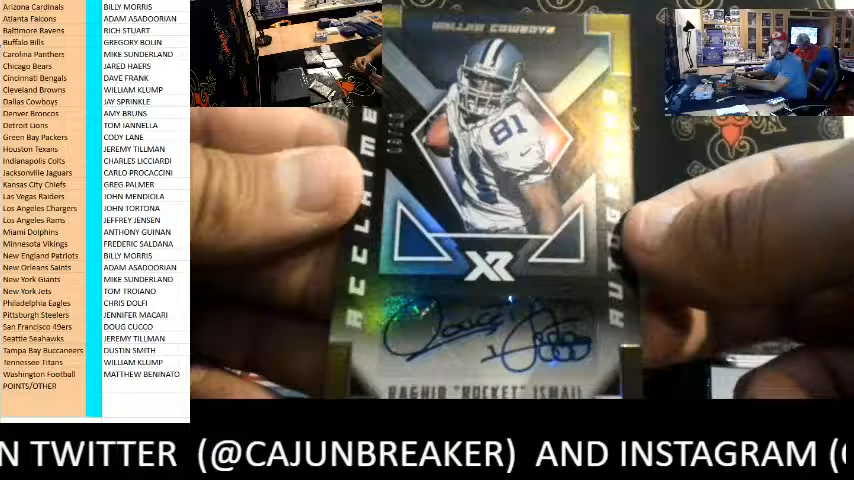 Arizona Cardinals BILLY MORRIS
Atlanta Falcons ADAM ASADOORIAN
Baltimore Ravens RICH STUART
Buffalo Bills GREGORY BOLIN
Carolina Panthers MIKE SUNDERLAND
Chicago Bears JARED HAERS
Cincinnati Bengals DAVE FRANK
Cleveland Browns WILLIAM KLUMP
Dallas Cowboys JAY SPRINKLE
Denver Broncos AMY BRUNS
Detroit Lions TOM IANNELLA
Green Bay Packers CODY LANE
Houston Texans JEREMY TILLMAN
Indianapolis Colts CHARLES LICCIARDI
Jacksonville Jaguars CARLO PROCACCINI
Kansas City Chiefs GREG PALMER
Las Vegas Raiders JOHN MENDIOLA
Los Angeles Chargers JOHN TORTONA
Los Angeles Rams JEFFREY JENSEN
Miami Dolphins ANTHONY GUINAN
Minnesota Vikings FREDERIC SALDANA
New England Patriots BILLY MORRIS
New Orleans Saints ADAM ASADOORIAN
New York Giants MIKE SUNDERLAND
New York Jets TOM TROIANO
Philadelphia Eagles CHRIS DOLFI
Pittsburgh Steelers JENNIFER MACARI
San Francisco 49ers DOUG CUCCO
Seattle Seahawks JEREMY TILLMAN
Tampa Bay Buccaneers DUSTIN SMITH
Tennessee Titans WILLIAM KLUMP
Washington Football MATTHEW BENINATO
POINTS/OTHER
DALLAS COWBOYS
ACCLAIMED
AUTOGRAPHS
81
XR
RAGHIB "ROCKET" ISMAIL
N TWITTER (@CAJUNBREAKER) AND INSTAGRAM (